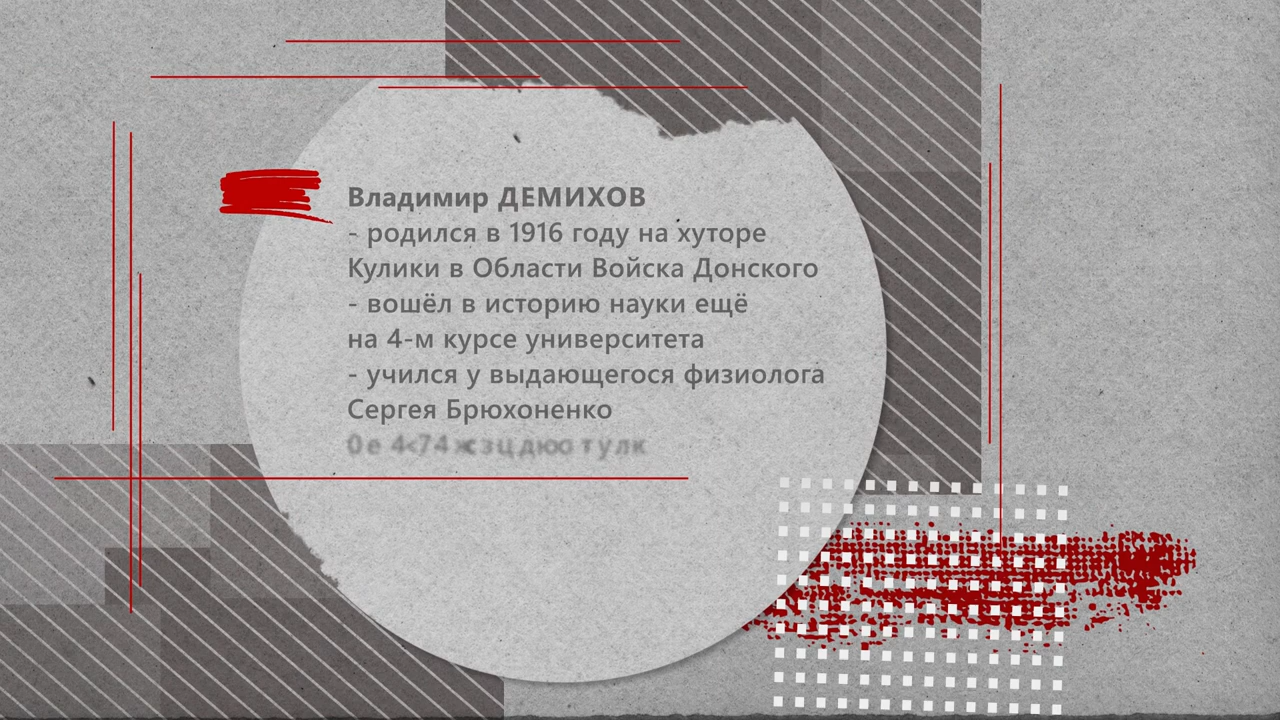 Владимир ДЕМИХОВ
- родился в 1916 году на хуторе
Кулики в Области Войска Донского
- вошёл в историю науки ещё
на 4-м курсе университета
- учился у выдающегося физиолога
Сергея Брюхоненко